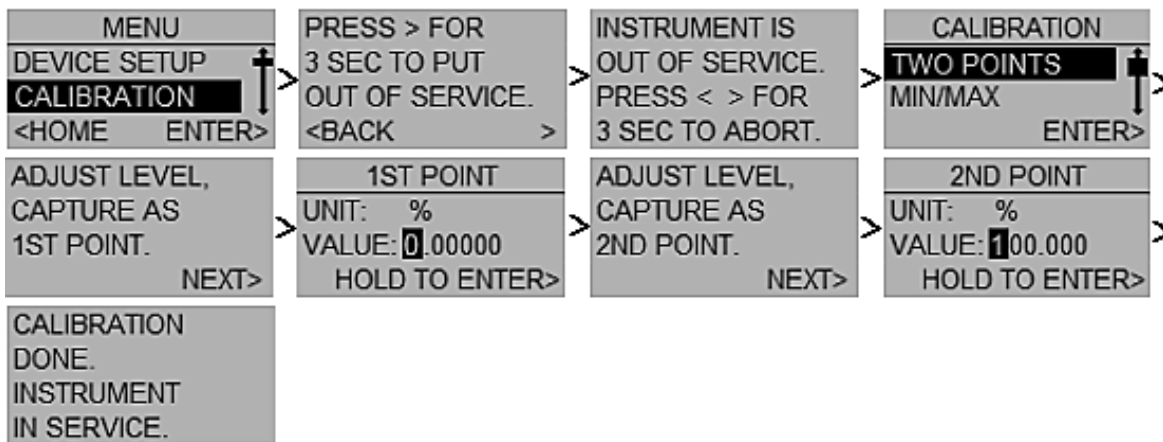 MENU
DEVICE SETUP
CALIBRATION
<HOME ENTER>
>
PRESS > FOR
3 SEC TO PUT
OUT OF SERVICE.
<BACK >
>
INSTRUMENT IS
OUT OF SERVICE.
PRESS < > FOR
3 SEC TO ABORT.
>
CALIBRATION
TWO POINTS
MIN/MAX
ENTER>
>
ADJUST LEVEL,
CAPTURE AS
1ST POINT.
NEXT>
>
1ST POINT
UNIT: %
VALUE: 0.00000
HOLD TO ENTER>
>
ADJUST LEVEL,
CAPTURE AS
2ND POINT.
NEXT>
>
2ND POINT
UNIT: %
VALUE: 100.000
HOLD TO ENTER>
>
CALIBRATION
DONE.
INSTRUMENT
IN SERVICE.